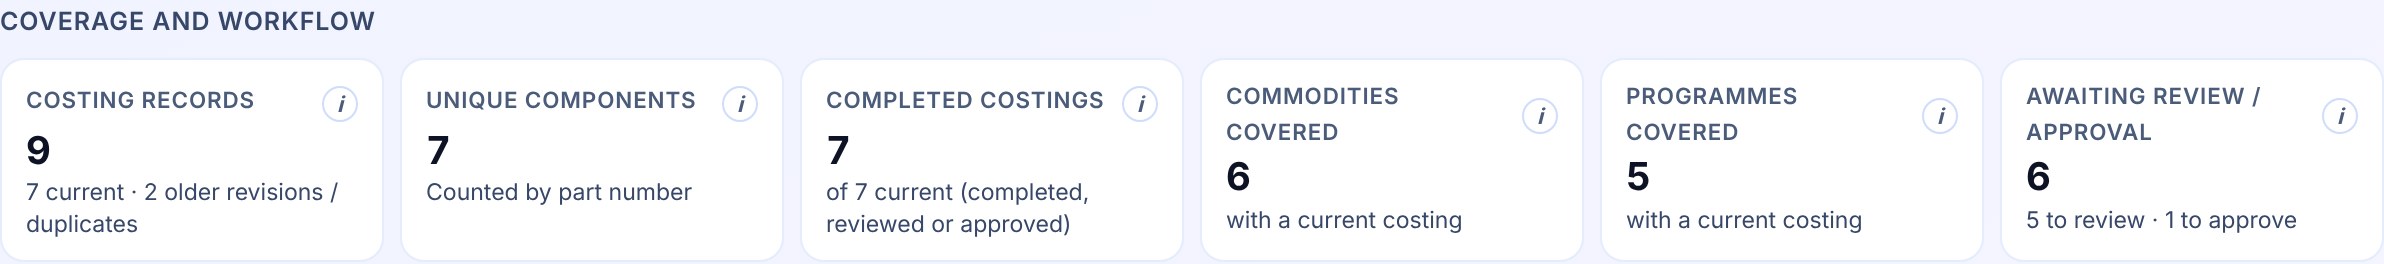 COVERAGE AND WORKFLOW
COSTING RECORDS i
9
7 current · 2 older revisions /
duplicates
UNIQUE COMPONENTS i
7
Counted by part number
COMPLETED COSTINGS i
7
of 7 current (completed,
reviewed or approved)
COMMODITIES
COVERED i
6
with a current costing
PROGRAMMES
COVERED i
5
with a current costing
AWAITING REVIEW /
APPROVAL i
6
5 to review · 1 to approve